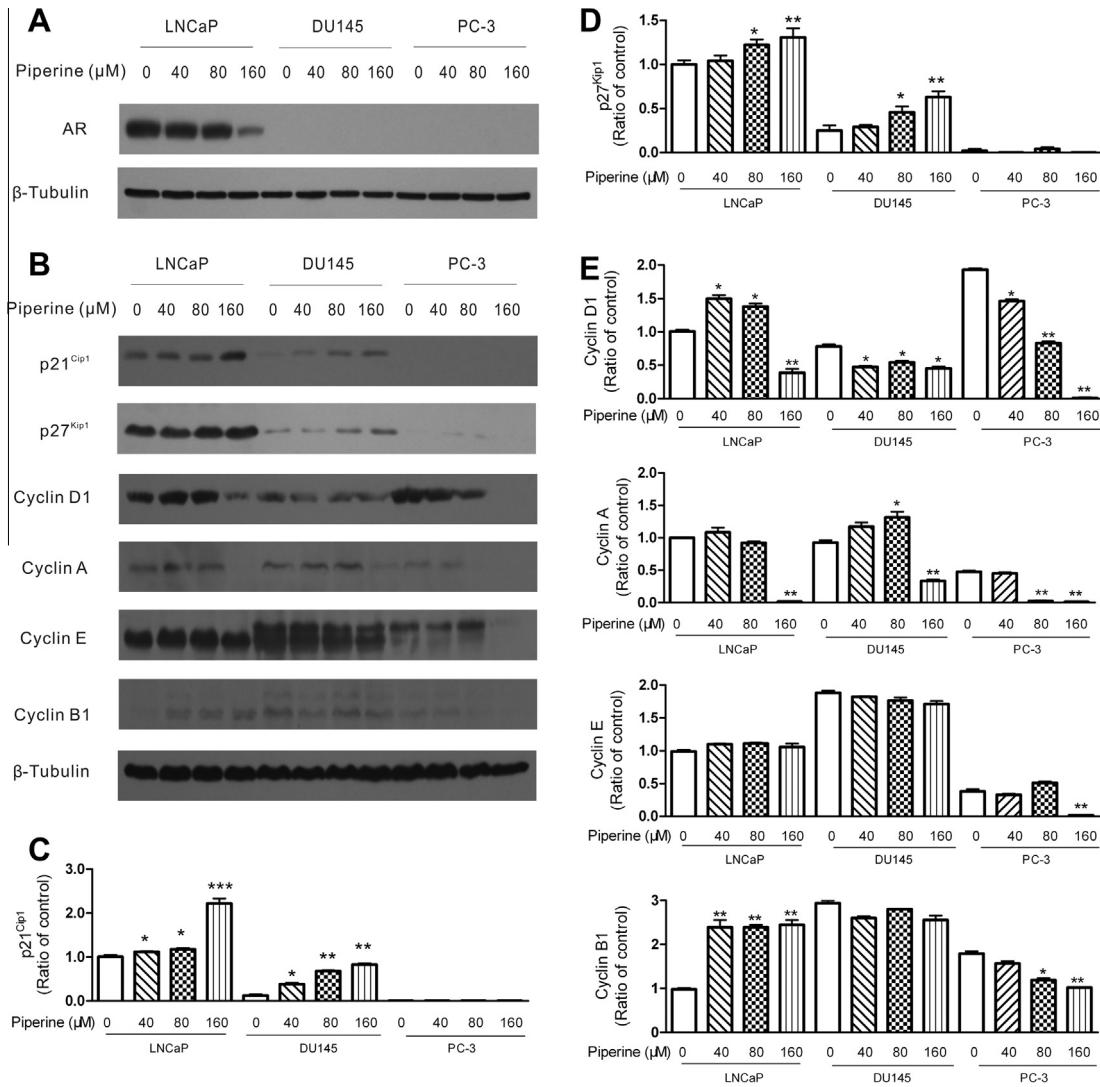 A
LNCaP DU145 PC-3
Piperine (µM) 0 40 80 160 0 40 80 160 0 40 80 160
AR
β-Tubulin
B
LNCaP DU145 PC-3
Piperine (µM) 0 40 80 160 0 40 80 160 0 40 80 160
p21Cip1
p27Kip1
Cyclin D1
Cyclin A
Cyclin E
Cyclin B1
β-Tubulin
C
p21Cip1
(Ratio of control)
3.0
2.0
1.0
0.0
* * *** * ** **
Piperine (µM) 0 40 80 160 0 40 80 160 0 40 80 160
LNCaP DU145 PC-3
D
p27Kip1
(Ratio of control)
1.5
1.0
0.5
0.0
* ** * **
Piperine (µM) 0 40 80 160 0 40 80 160 0 40 80 160
LNCaP DU145 PC-3
E
Cyclin D1
(Ratio of control)
2.0
1.5
1.0
0.5
0.0
* * ** * * * * ** **
Piperine (µM) 0 40 80 160 0 40 80 160 0 40 80 160
LNCaP DU145 PC-3
Cyclin A
(Ratio of control)
2.0
1.5
1.0
0.5
0.0
** * ** ** **
Piperine (µM) 0 40 80 160 0 40 80 160 0 40 80 160
LNCaP DU145 PC-3
Cyclin E
(Ratio of control)
2.0
1.5
1.0
0.5
0.0
**
Piperine (µM) 0 40 80 160 0 40 80 160 0 40 80 160
LNCaP DU145 PC-3
Cyclin B1
(Ratio of control)
3
2
1
0
** ** ** * **
Piperine (µM) 0 40 80 160 0 40 80 160 0 40 80 160
LNCaP DU145 PC-3